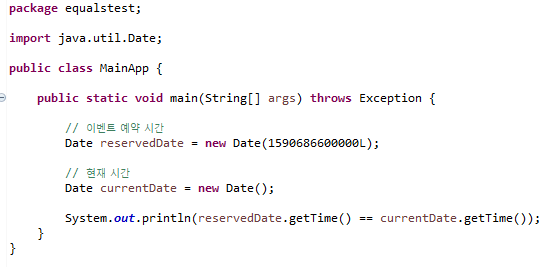 package equalstest;
import java.util.Date;
public class MainApp {
public static void main(String[] args) throws Exception {
// 이벤트 예약 시간
Date reservedDate = new Date(1590686600000L);
// 현재 시간
Date currentDate = new Date();
System.out.println(reservedDate.getTime() == currentDate.getTime());
}
}